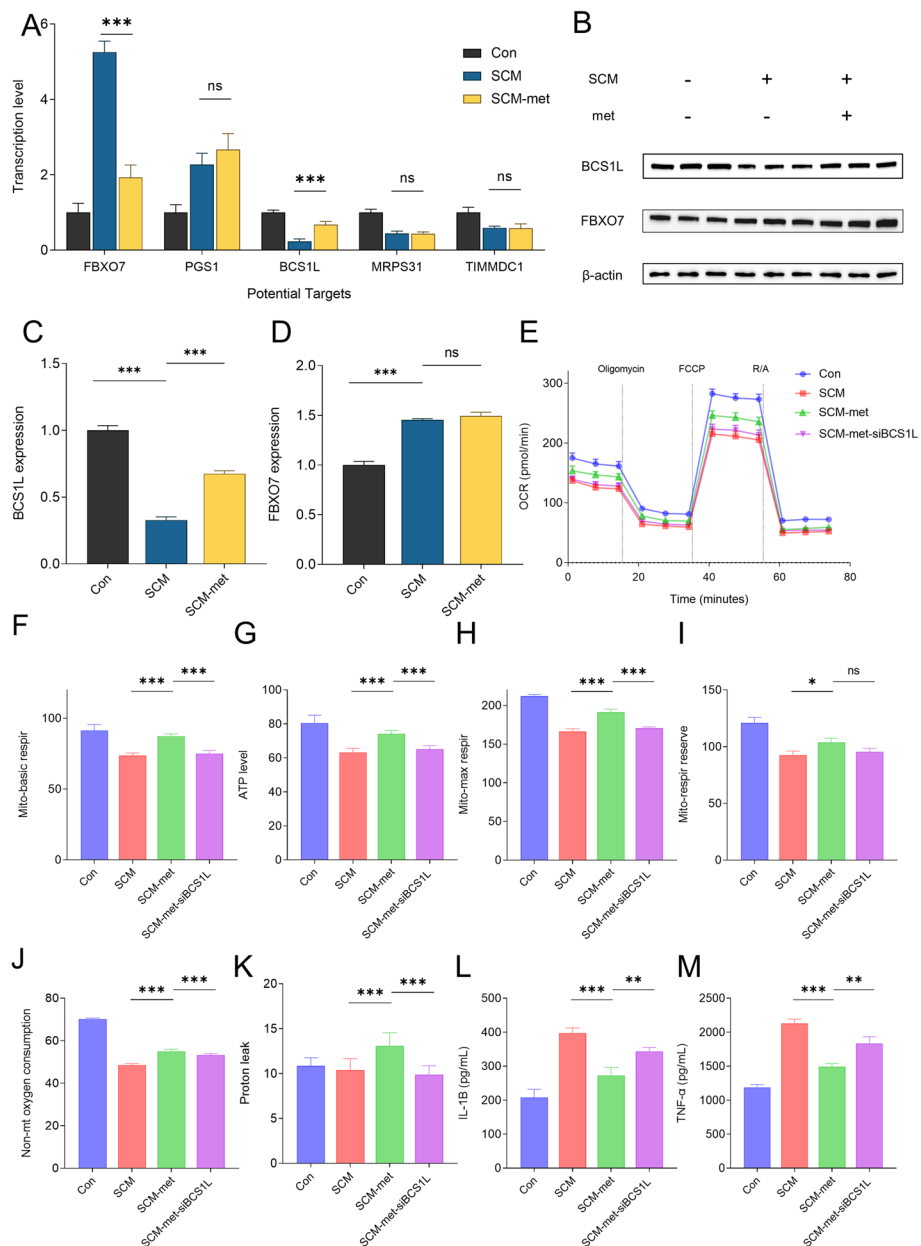 A
Transcription level
6
4
2
0
***
ns
***
ns
ns
Con
SCM
SCM-met
FBXO7
PGS1
BCS1L
MRPS31
TIMMDC1
Potential Targets
B
SCM
-
+
+
met
-
-
+
BCS1L
FBXO7
β-actin
C
BCS1L expression
1.5
1.0
0.5
0.0
***
***
Con
SCM
SCM-met
D
FBXO7 expression
2.0
1.5
1.0
0.5
0.0
***
ns
Con
SCM
SCM-met
E
OCR (pmol/min)
300
200
100
0
Oligomycin
FCCP
R/A
Con
SCM
SCM-met
SCM-met-siBCS1L
0
20
40
60
80
Time (minutes)
F
Mito-basic respir
100
50
0
***
***
Con
SCM
SCM-met
SCM-met-siBCS1L
G
ATP level
100
80
60
40
20
0
***
***
Con
SCM
SCM-met
SCM-met-siBCS1L
H
Mito-max respir
200
150
100
50
0
***
***
Con
SCM
SCM-met
SCM-met-siBCS1L
I
Mito-respir reserve
150
100
50
0
*
ns
Con
SCM
SCM-met
SCM-met-siBCS1L
J
Non-mt oxygen consumption
80
60
40
20
0
***
***
Con
SCM
SCM-met
SCM-met-siBCS1L
K
Proton leak
20
15
10
5
0
***
***
Con
SCM
SCM-met
SCM-met-siBCS1L
L
IL-1B (pg/mL)
600
400
200
0
***
**
Con
SCM
SCM-met
SCM-met-siBCS1L
M
TNF-α (pg/mL)
2500
2000
1500
1000
500
0
***
**
Con
SCM
SCM-met
SCM-met-siBCS1L